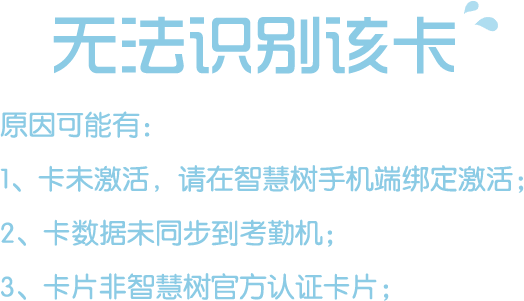 无法识别该卡
原因可能有：
1、卡未激活，请在智慧树手机端绑定激活；
2、卡数据未同步到考勤机；
3、卡片非智慧树官方认证卡片；